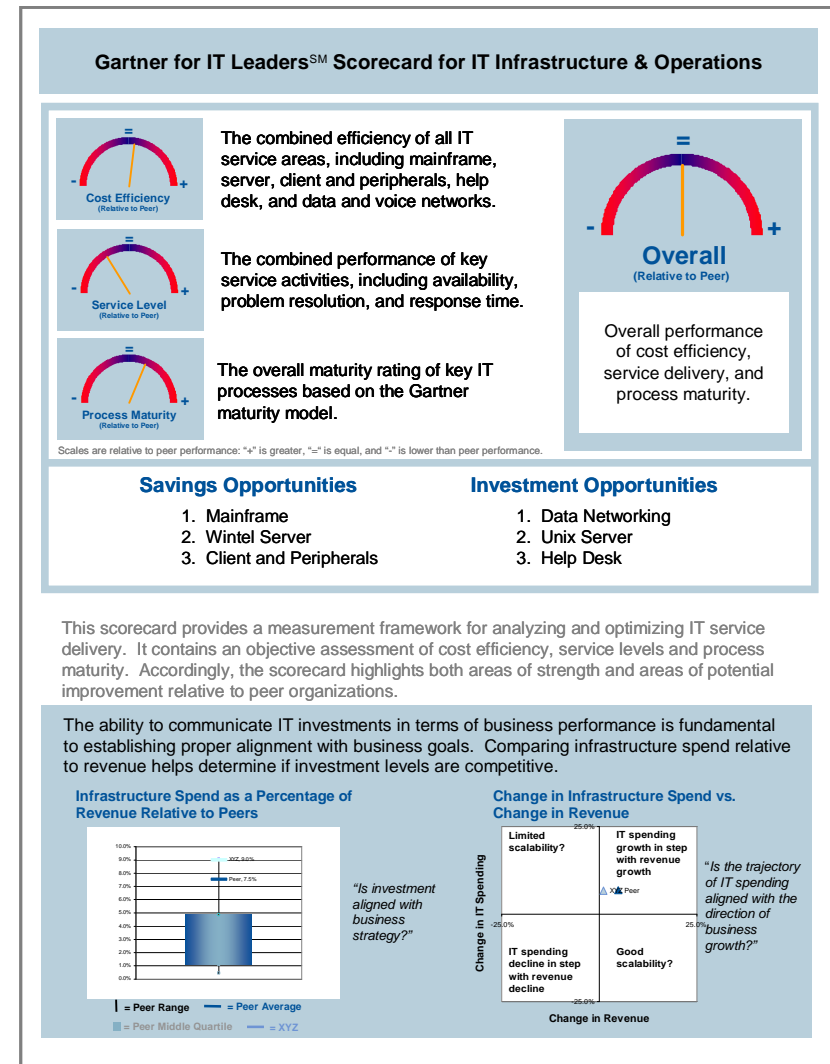 Gartner for IT Leaders℠ Scorecard for IT Infrastructure & Operations
=
-
+
Cost Efficiency
(Relative to Peer)
The combined efficiency of all IT
service areas, including mainframe,
server, client and peripherals, help
desk, and data and voice networks.
=
-
+
Service Level
(Relative to Peer)
The combined performance of key
service activities, including availability,
problem resolution, and response time.
=
-
+
Process Maturity
(Relative to Peer)
The overall maturity rating of key IT
processes based on the Gartner
maturity model.
=
-
+
Overall
(Relative to Peer)
Overall performance
of cost efficiency,
service delivery, and
process maturity.
Scales are relative to peer performance: “+” is greater, “=“ is equal, and “-” is lower than peer performance.
Savings Opportunities
1. Mainframe
2. Wintel Server
3. Client and Peripherals
Investment Opportunities
1. Data Networking
2. Unix Server
3. Help Desk
This scorecard provides a measurement framework for analyzing and optimizing IT service
delivery. It contains an objective assessment of cost efficiency, service levels and process
maturity. Accordingly, the scorecard highlights both areas of strength and areas of potential
improvement relative to peer organizations.
The ability to communicate IT investments in terms of business performance is fundamental
to establishing proper alignment with business goals. Comparing infrastructure spend relative
to revenue helps determine if investment levels are competitive.
Infrastructure Spend as a Percentage of
Revenue Relative to Peers
10.0%
9.0%
8.0%
7.0%
6.0%
5.0%
4.0%
3.0%
2.0%
1.0%
0.0%
XYZ, 9.0%
Peer, 7.5%
“Is investment
aligned with
business
strategy?”
= Peer Range
= Peer Average
= Peer Middle Quartile
= XYZ
Change in Infrastructure Spend vs.
Change in Revenue
Change in IT Spending
25.0%
Limited
scalability?
IT spending
growth in step
with revenue
growth
XYZ
Peer
-25.0%
25.0%
IT spending
decline in step
with revenue
decline
Good
scalability?
-25.0%
Change in Revenue
“Is the trajectory
of IT spending
aligned with the
direction of
business
growth?”